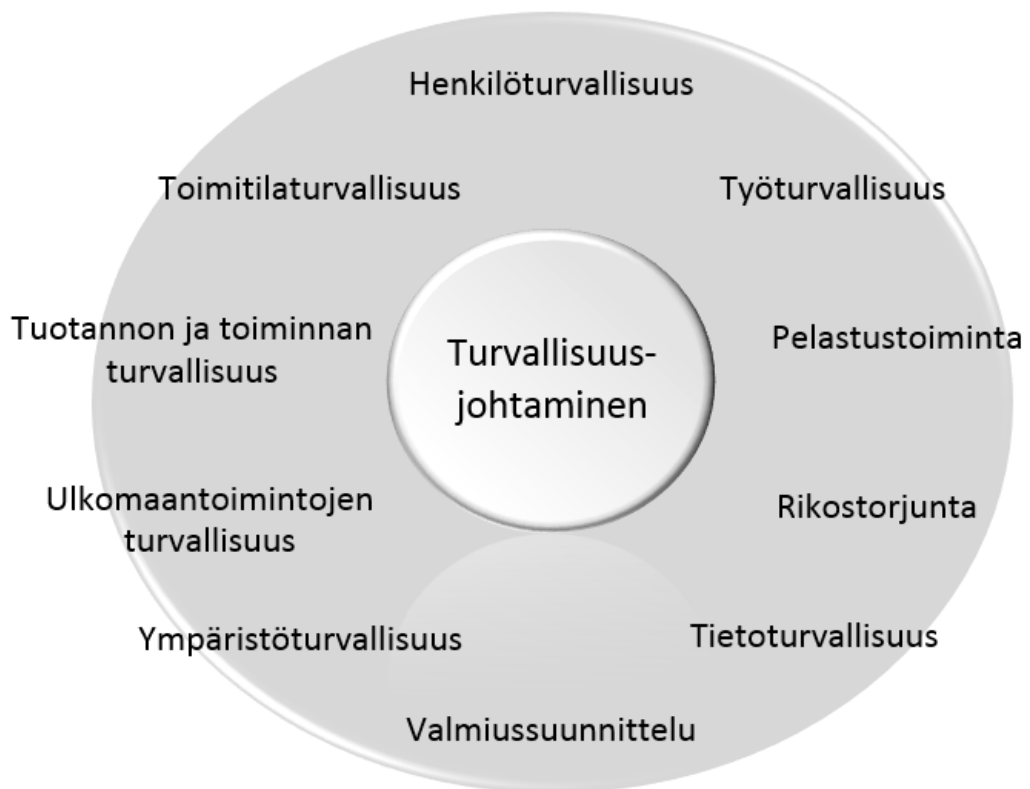 Henkilöturvallisuus
Toimitilaturvallisuus
Työturvallisuus
Tuotannon ja toiminnan
turvallisuus
Turvallisuus-
johtaminen
Pelastustoiminta
Ulkomaantoimintojen
turvallisuus
Rikostorjunta
Ympäristöturvallisuus
Tietoturvallisuus
Valmiussuunnittelu